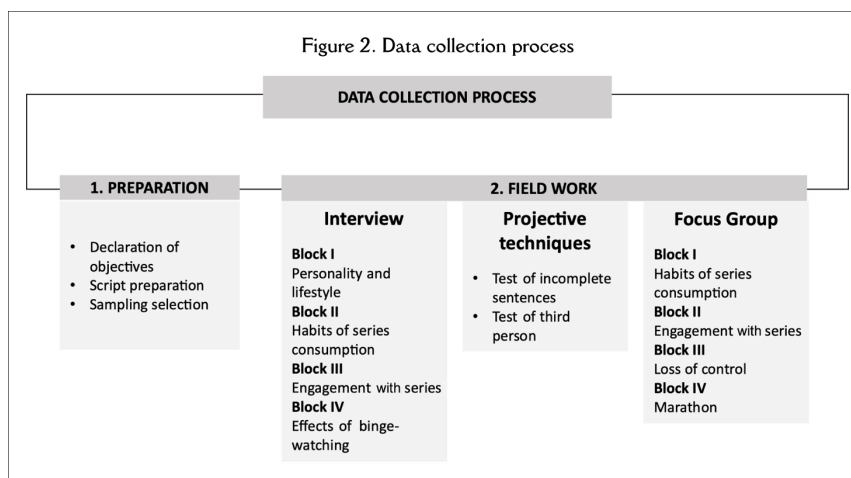 Figure 2. Data collection process
DATA COLLECTION PROCESS
1. PREPARATION
• Declaration of
objectives
• Script preparation
• Sampling selection
2. FIELD WORK
Interview
Block I
Personality and
lifestyle
Block II
Habits of series
consumption
Block III
Engagement with series
Block IV
Effects of binge-
watching
Projective
techniques
• Test of incomplete
sentences
• Test of third
person
Focus Group
Block I
Habits of series
consumption
Block II
Engagement with series
Block III
Loss of control
Block IV
Marathon